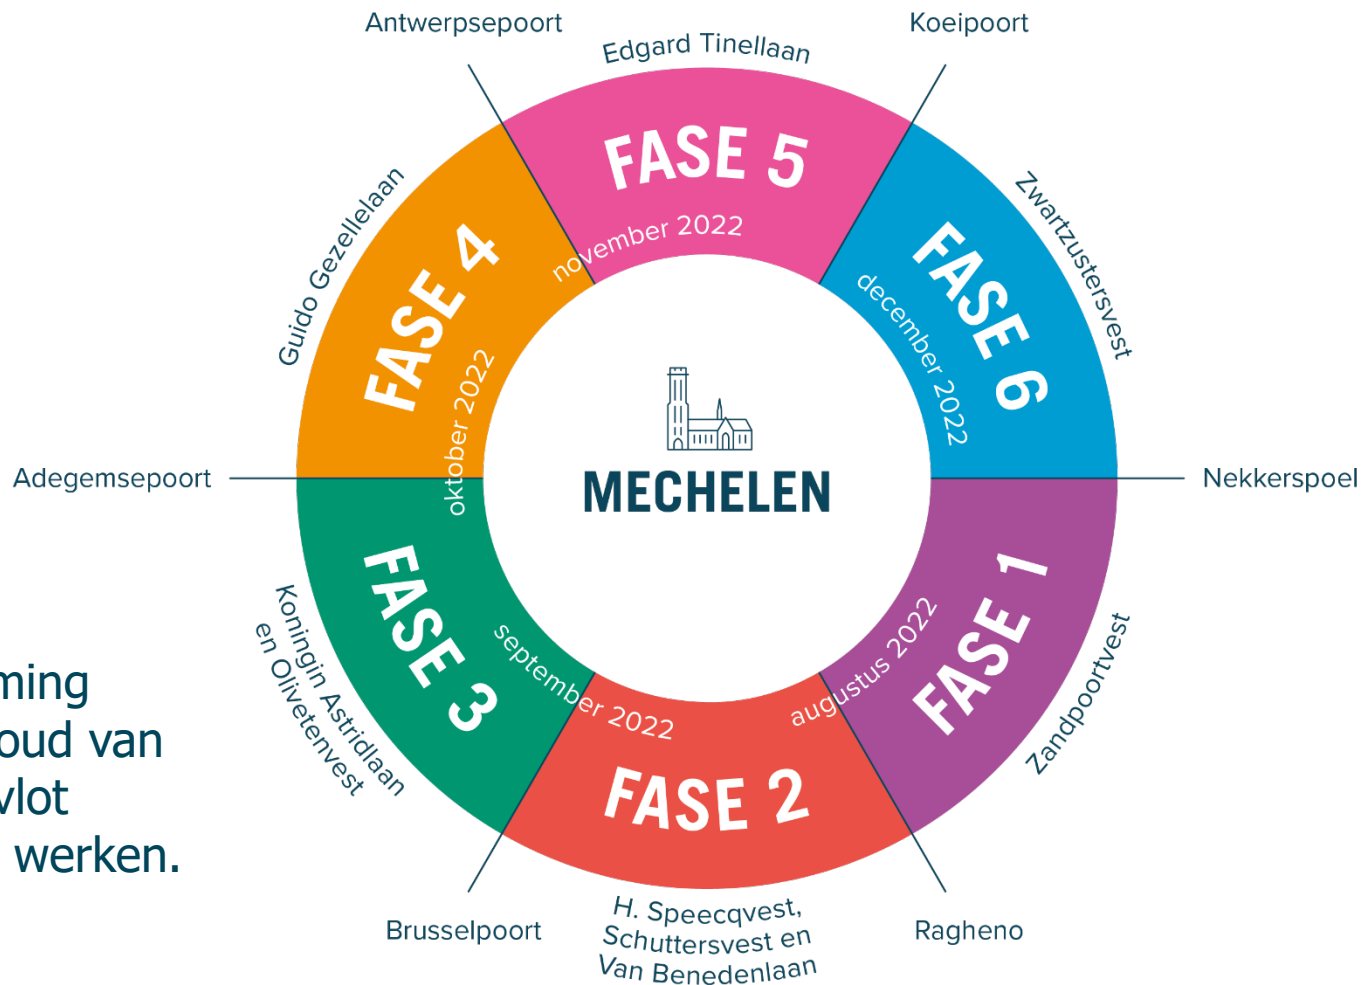 Antwerpsepoort
Edgard Tinellaan
Koeipoort
FASE 5
november 2022
Guido Gezellelaan
FASE 4
oktober 2022
Zwartzustersvest
FASE 6
december 2022
MECHELEN
Adegemsepoort
Nekkerspoel
FASE 3
september 2022
Koningin Astridlaan
en Olivetenvest
FASE 1
augustus 2022
Zandpoortvest
ming
oud van
vlot
werken.
FASE 2
H. Speecqvest,
Schuttersvest en
Van Benedenlaan
Brusselpoort
Ragheno